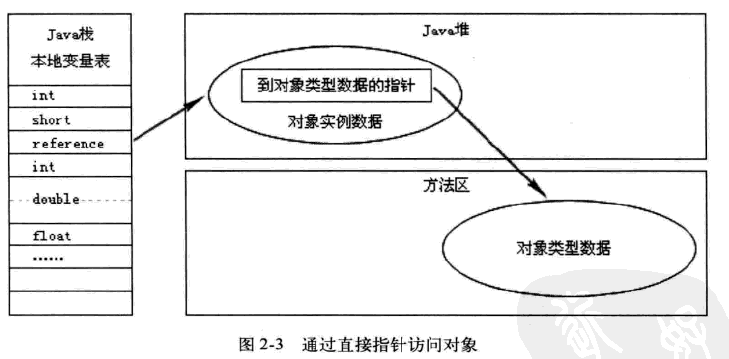 Java栈
本地变量表
int
short
reference
int
double
float
……
Java堆
到对象类型数据的指针
对象实例数据
方法区
对象类型数据
图 2-3 通过直接指针访问对象